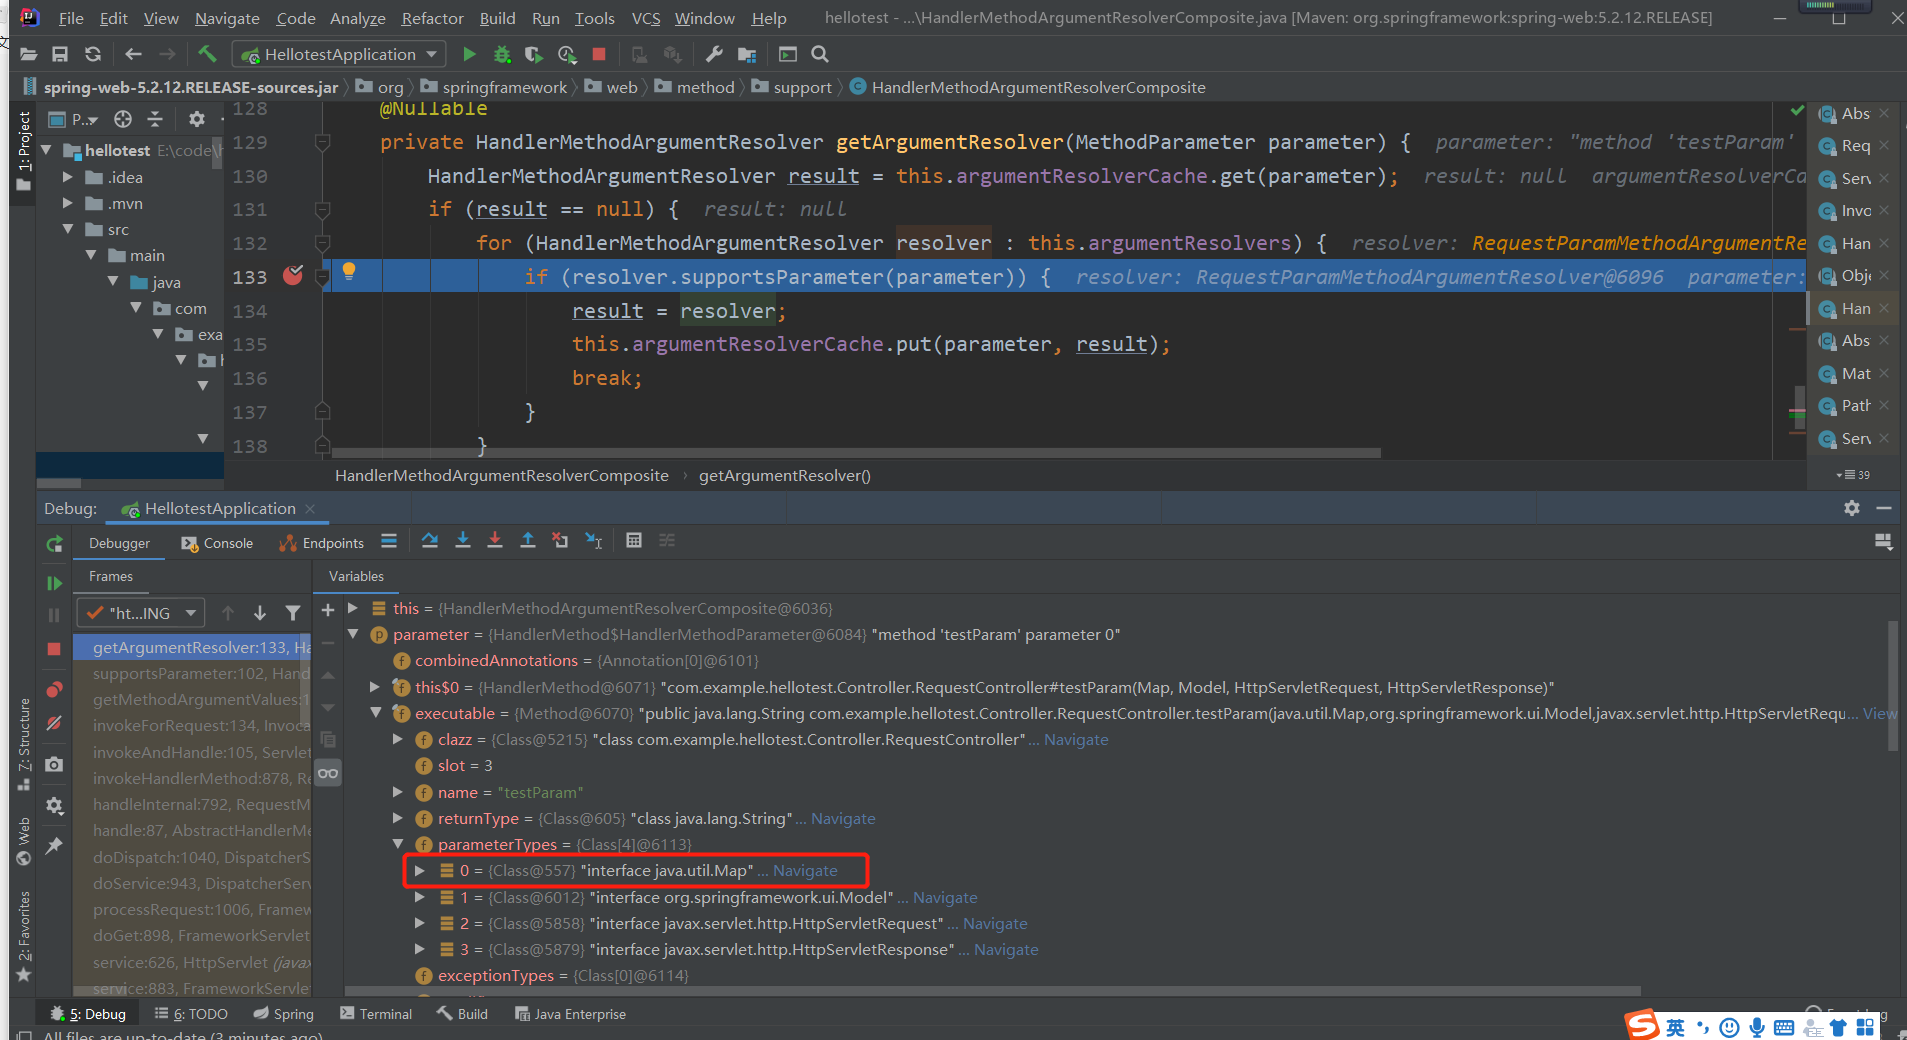 File Edit View Navigate Code Analyze Refactor Build Run Tools VCS Window Help hellotest - ...\HandlerMethodArgumentResolverComposite.java [Maven: org.springframework:spring-web:5.2.12.RELEASE]
HellotestApplication
spring-web-5.2.12.RELEASE-sources.jar org springframework web method support HandlerMethodArgumentResolverComposite
1: Project
P...
hellotest E:\code\h
.idea
.mvn
src
main
java
com
exa
128 @Nullable
129 private HandlerMethodArgumentResolver getArgumentResolver(MethodParameter parameter) { parameter: "method 'testParam'
130 HandlerMethodArgumentResolver result = this.argumentResolverCache.get(parameter); result: null argumentResolverCa
131 if (result == null) { result: null
132 for (HandlerMethodArgumentResolver resolver : this.argumentResolvers) { resolver: RequestParamMethodArgumentRe
133 if (resolver.supportsParameter(parameter)) { resolver: RequestParamMethodArgumentResolver@6096 parameter:
134 result = resolver;
135 this.argumentResolverCache.put(parameter, result);
136 break;
137 }
138 }
Abs
Req
Serv
Invo
Han
Obje
Han
Abs
Mat
Path
Serv
39
HandlerMethodArgumentResolverComposite › getArgumentResolver()
Debug: HellotestApplication
Debugger Console Endpoints
Frames
"ht...ING
getArgumentResolver:133, Ha
supportsParameter:102, Hand
getMethodArgumentValues:1
invokeForRequest:134, Invoca
invokeAndHandle:105, Servlet
invokeHandlerMethod:878, Re
handleInternal:792, RequestM
handle:87, AbstractHandlerMe
doDispatch:1040, DispatcherS
doService:943, DispatcherServ
processRequest:1006, Framew
doGet:898, FrameworkServlet
service:626, HttpServlet (javax
service:883, FrameworkServle
Variables
this = {HandlerMethodArgumentResolverComposite@6036}
parameter = {HandlerMethod$HandlerMethodParameter@6084} "method 'testParam' parameter 0"
combinedAnnotations = {Annotation[0]@6101}
this$0 = {HandlerMethod@6071} "com.example.hellotest.Controller.RequestController#testParam(Map, Model, HttpServletRequest, HttpServletResponse)"
executable = {Method@6070} "public java.lang.String com.example.hellotest.Controller.RequestController.testParam(java.util.Map,org.springframework.ui.Model,javax.servlet.http.HttpServletRequ... View
clazz = {Class@5215} "class com.example.hellotest.Controller.RequestController"... Navigate
slot = 3
name = "testParam"
returnType = {Class@605} "class java.lang.String"... Navigate
parameterTypes = {Class[4]@6113}
0 = {Class@557} "interface java.util.Map" ... Navigate
1 = {Class@6012} "interface org.springframework.ui.Model" ... Navigate
2 = {Class@5858} "interface javax.servlet.http.HttpServletRequest" ... Navigate
3 = {Class@5879} "interface javax.servlet.http.HttpServletResponse" ... Navigate
exceptionTypes = {Class[0]@6114}
Z: Structure
Web
2: Favorites
5: Debug 6: TODO Spring Terminal Build Java Enterprise
All files are up-to-date (3 minutes ago)
S 英